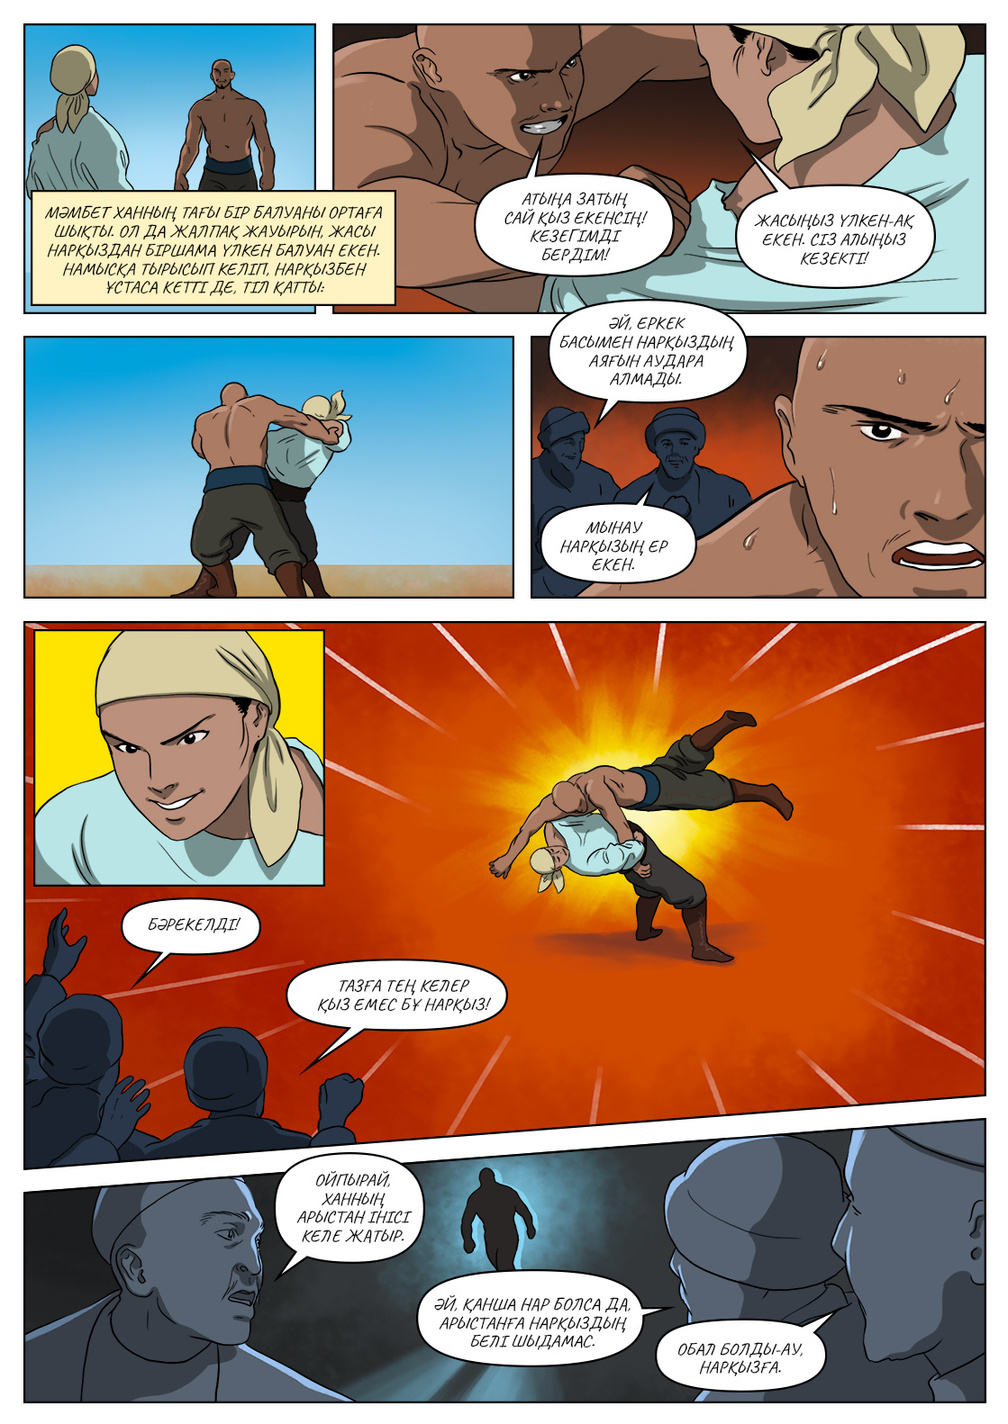 МӘМБЕТ ХАННЫҢ ТАҒЫ БІР БАЛУАНЫ ОРТАҒА
ШЫҚТЫ. ОЛ ДА ЖАЛПАҚ ЖАУЫРЫН, ЖАСЫ
НАРҚЫЗДАН БІРШАМА ҮЛКЕН БАЛУАН ЕКЕН.
НАМЫСҚА ТЫРЫСЫП КЕЛІП, НАРҚЫЗБЕН
ҰСТАСА КЕТТІ ДЕ, ТІЛ ҚАТТЫ:
АТЫҢА ЗАТЫҢ
САЙ ҚЫЗ ЕКЕНСІҢ!
КЕЗЕГІМДІ
БЕРДІМ!
ЖАСЫҢЫЗ ҮЛКЕН-АҚ
ЕКЕН. СІЗ АЛЫҢЫЗ
КЕЗЕКТІ!
ӘЙ, ЕРКЕК
БАСЫМЕН НАРҚЫЗДЫҢ
АЯҒЫН АУДАРА
АЛМАДЫ.
МЫНАУ
НАРҚЫЗЫҢ ЕР
ЕКЕН.
БӘРЕКЕЛДІ!
ТАЗҒА ТЕҢ КЕЛЕР
ҚЫЗ ЕМЕС БҰ НАРҚЫЗ!
ОЙПЫРАЙ,
ХАННЫҢ
АРЫСТАН ІНІСІ
КЕЛЕ ЖАТЫР.
ӘЙ, ҚАНША НАР БОЛСА ДА,
АРЫСТАНҒА НАРҚЫЗДЫҢ
БЕЛІ ШЫДАМАС.
ОБАЛ БОЛДЫ-АУ,
НАРҚЫЗҒА.